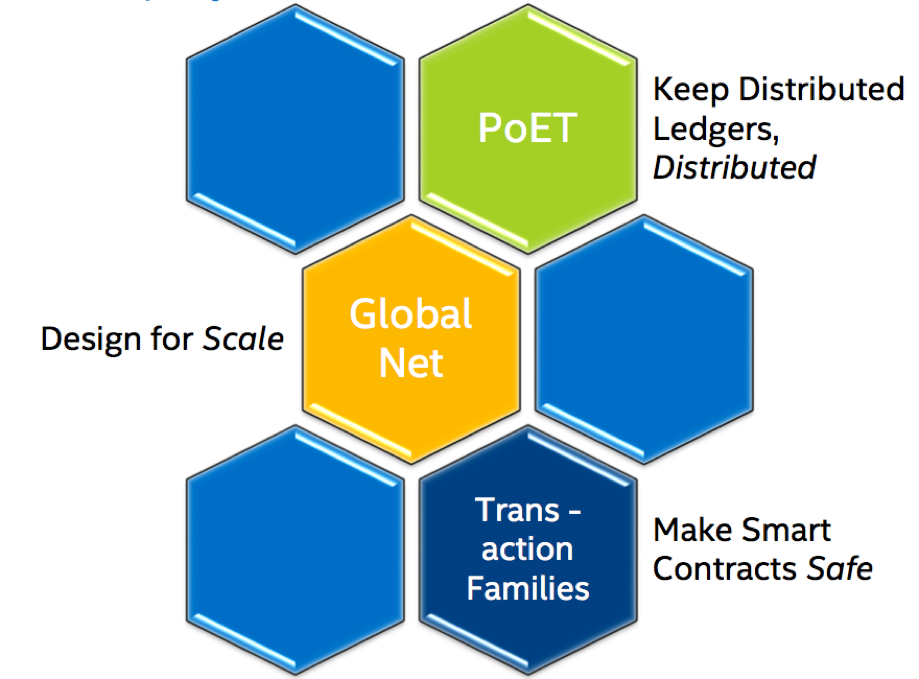 PoET
Keep Distributed
Ledgers,
Distributed
Global
Net
Design for Scale
Trans -
action
Families
Make Smart
Contracts Safe